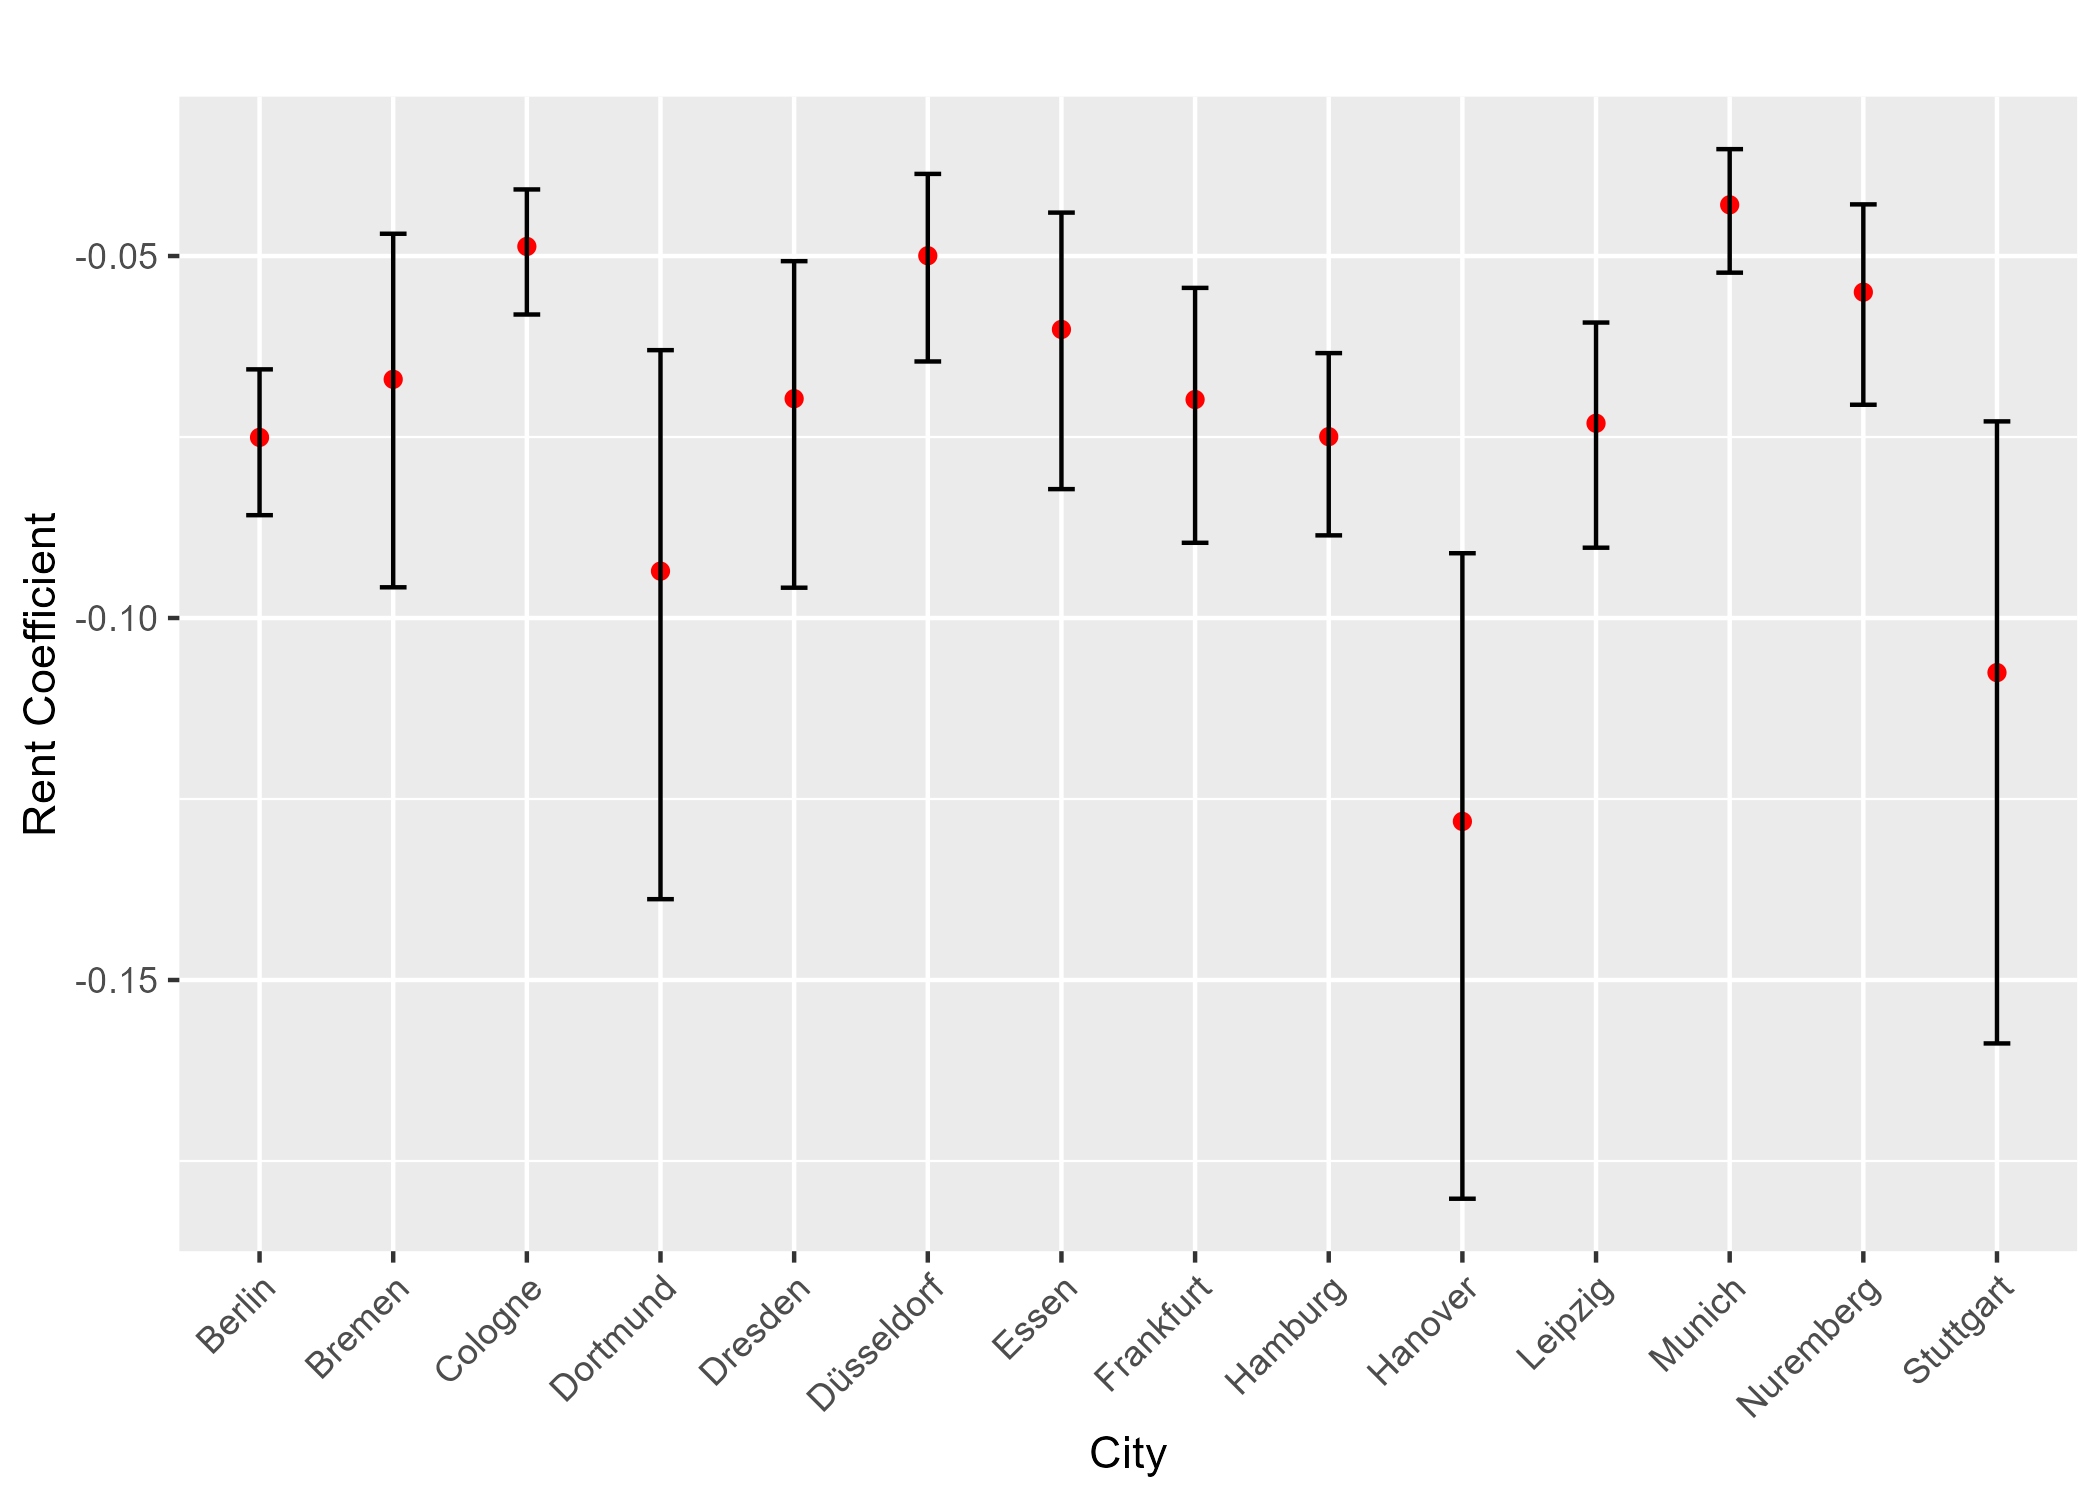 Rent Coefficient
-0.05
-0.10
-0.15
Berlin
Bremen
Cologne
Dortmund
Dresden
Düsseldorf
Essen
Frankfurt
Hamburg
Hanover
Leipzig
Munich
Nuremberg
Stuttgart
City